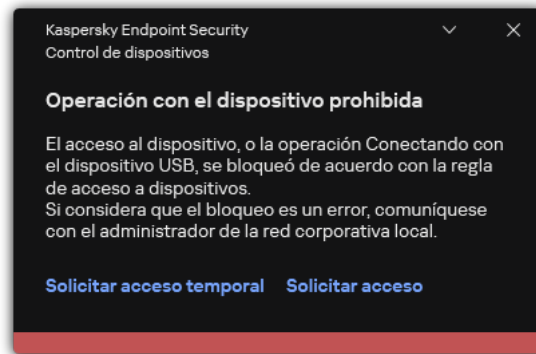 Kaspersky Endpoint Security
Control de dispositivos
Operación con el dispositivo prohibida
El acceso al dispositivo, o la operación Conectando con
el dispositivo USB, se bloqueó de acuerdo con la regla
de acceso a dispositivos.
Si considera que el bloqueo es un error, comuníquese
con el administrador de la red corporativa local.
Solicitar acceso temporal Solicitar acceso